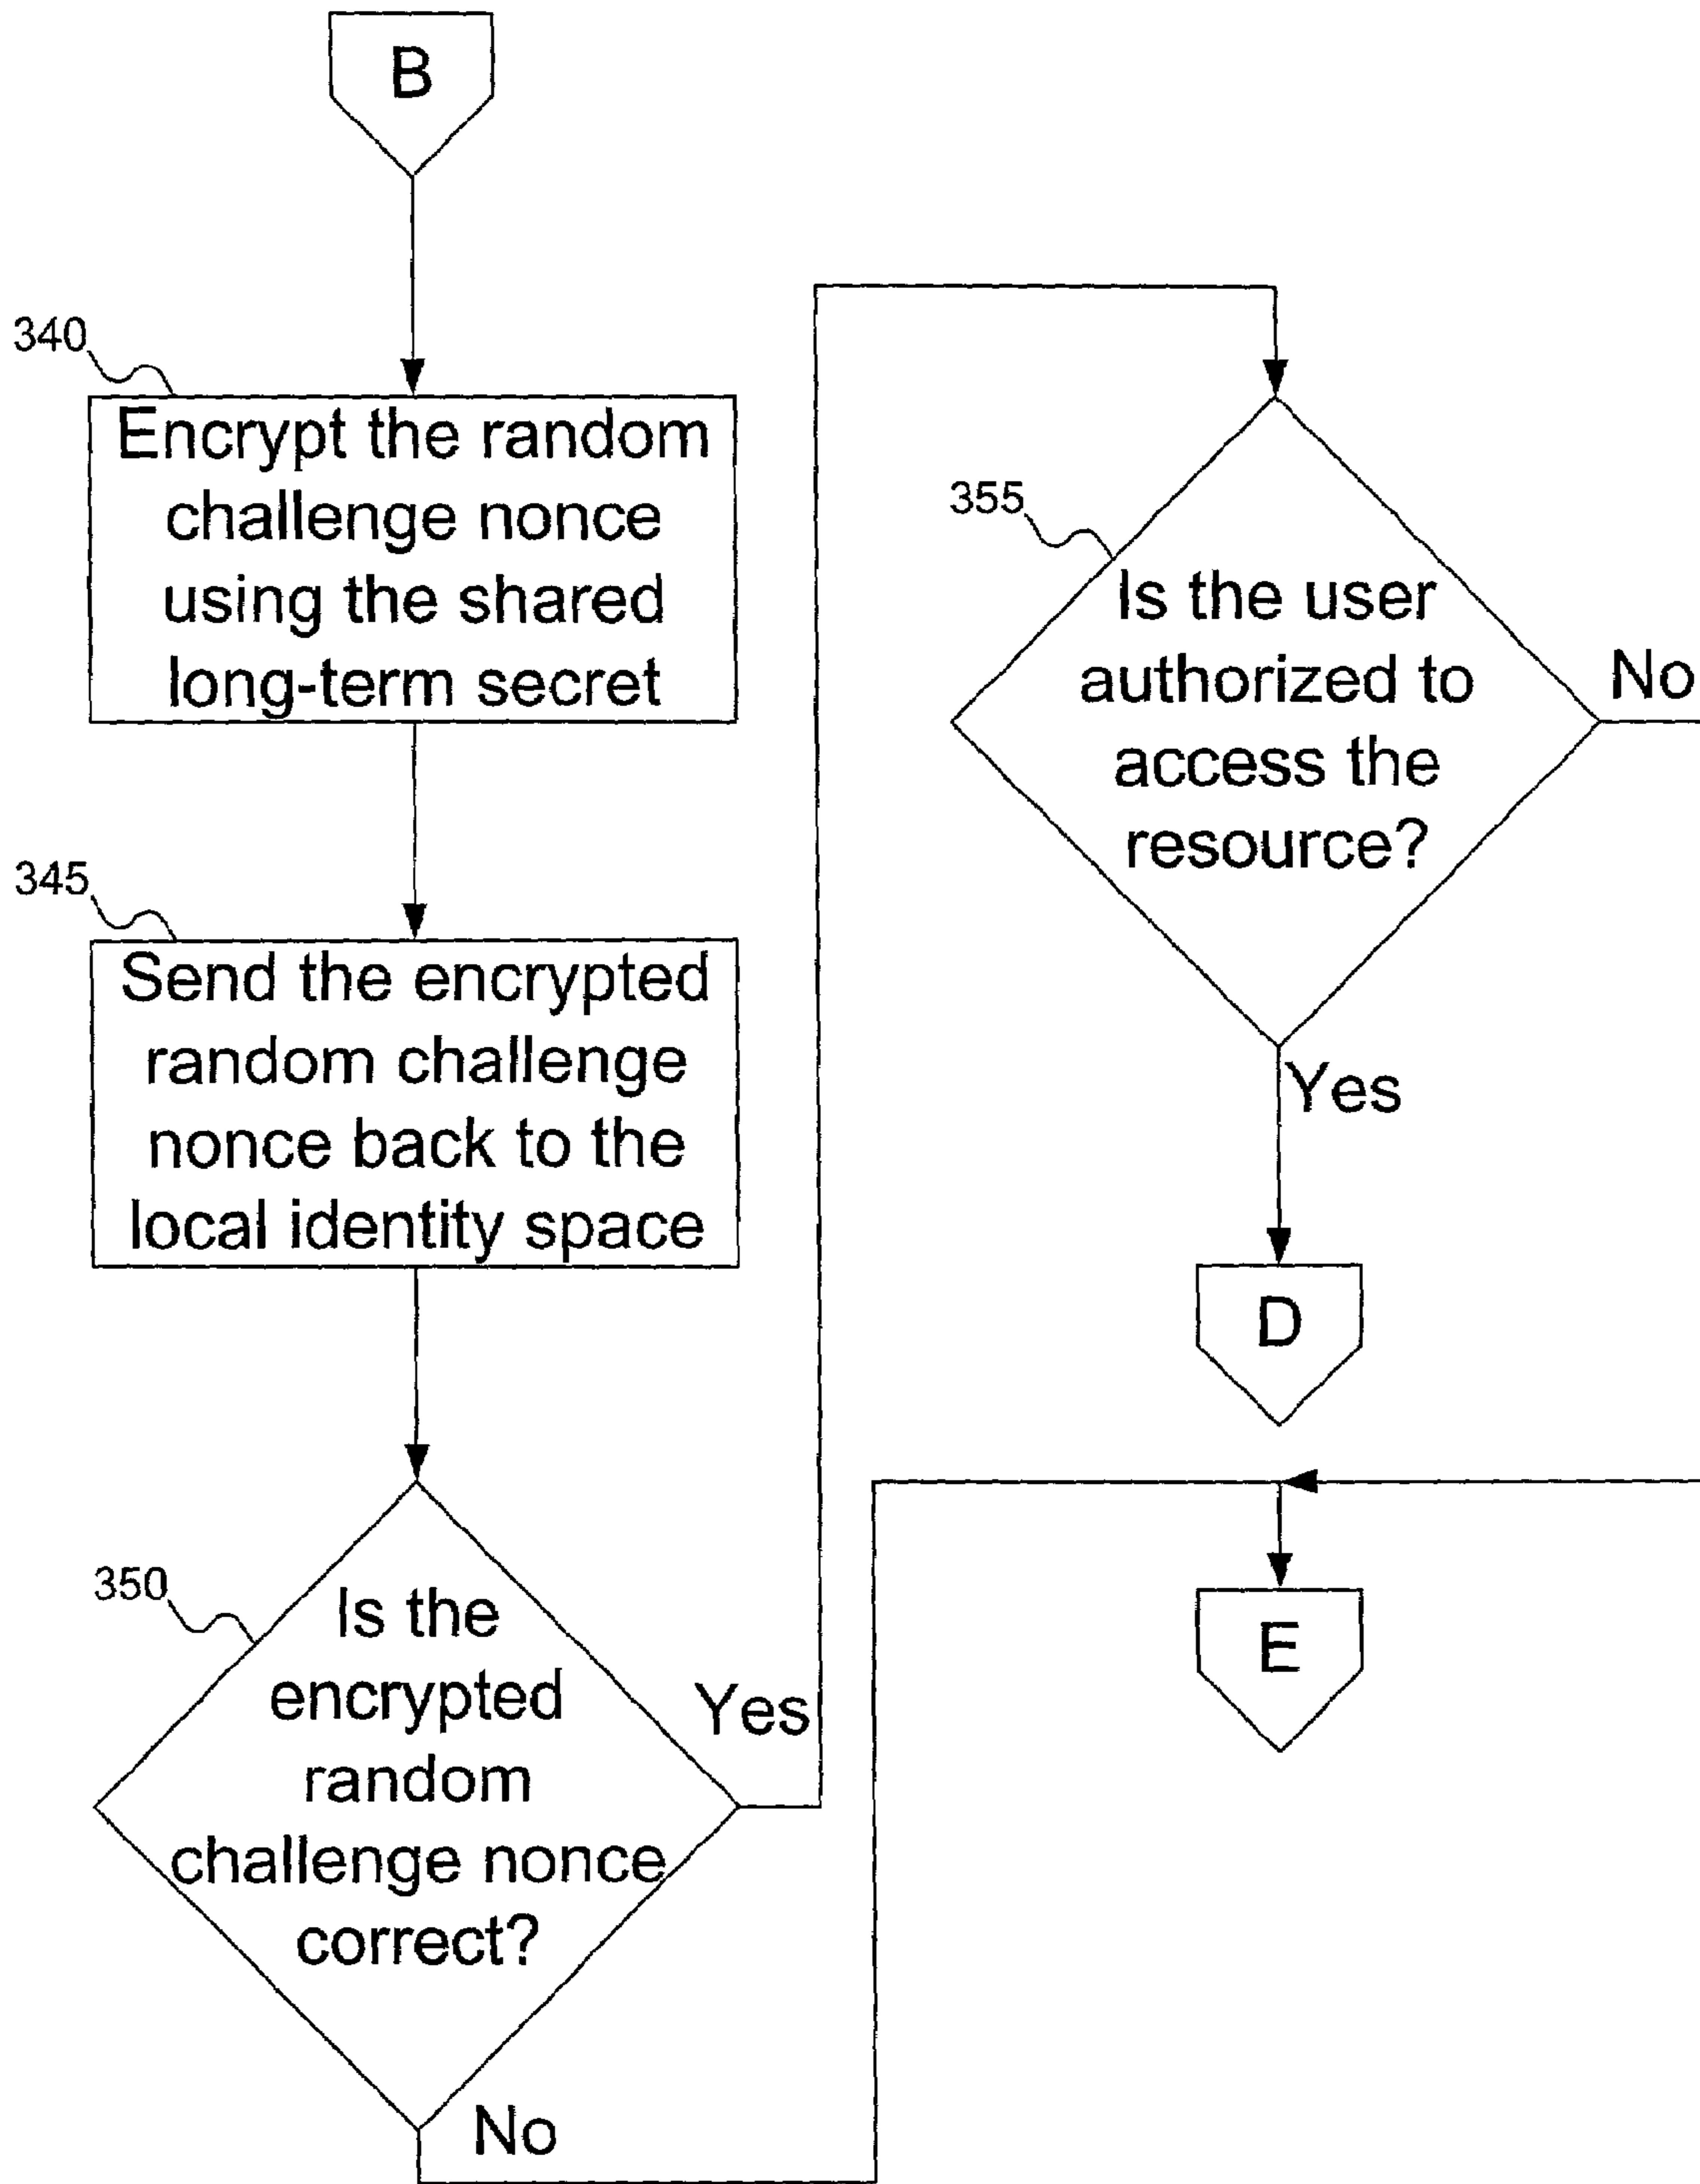 B
340
Encrypt the random
challenge nonce
using the shared
long-term secret
345
Send the encrypted
random challenge
nonce back to the
local identity space
350
Is the
encrypted
random
challenge nonce
correct?
Yes
No
355
Is the user
authorized to
access the
resource?
No
Yes
D
E